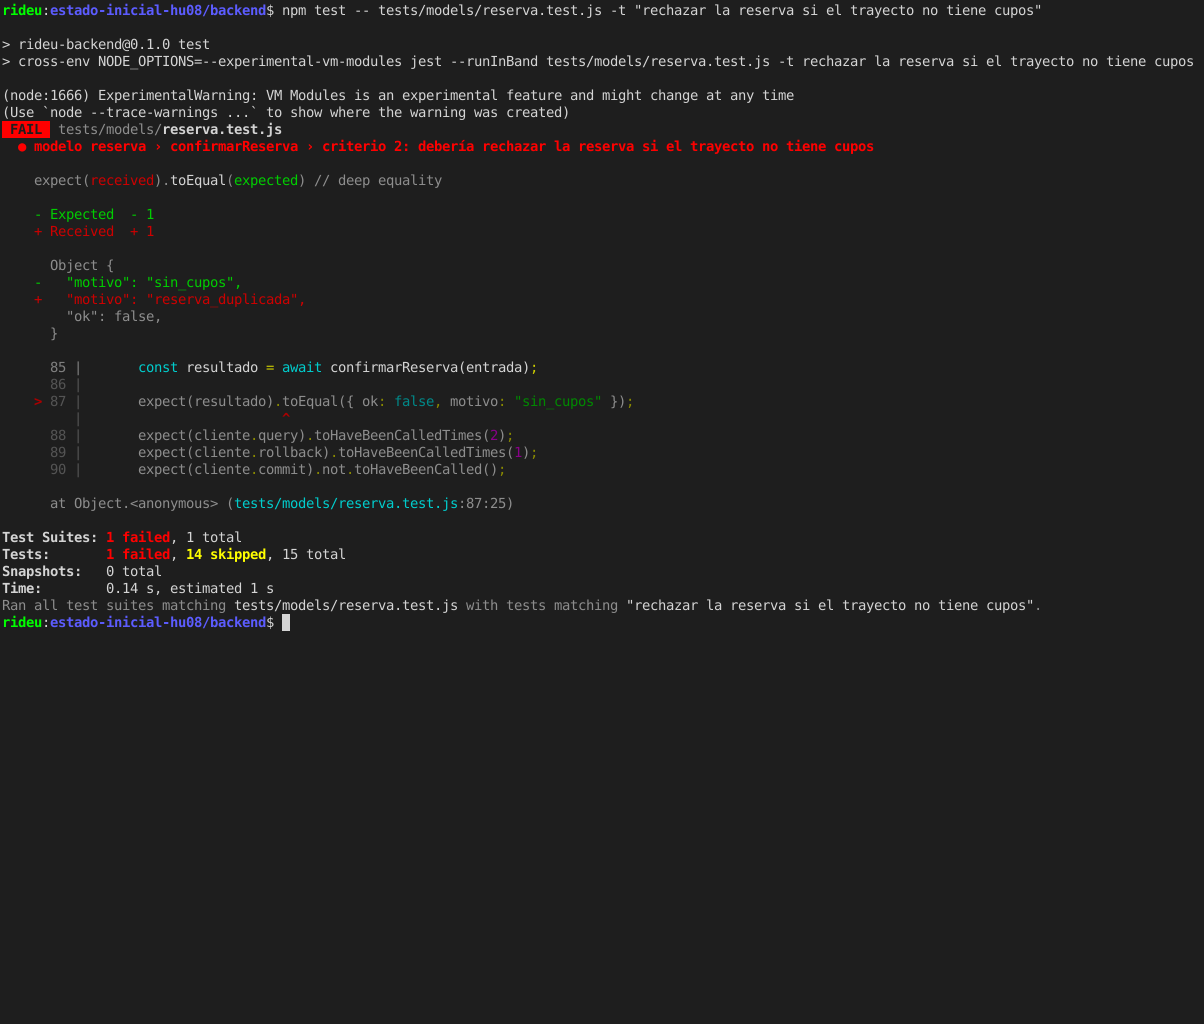 rideu:estado-inicial-hu08/backend$ npm test -- tests/models/reserva.test.js -t "rechazar la reserva si el trayecto no tiene cupos"
> rideu-backend@0.1.0 test
> cross-env NODE_OPTIONS=--experimental-vm-modules jest --runInBand tests/models/reserva.test.js -t rechazar la reserva si el trayecto no tiene cupos
(node:1666) ExperimentalWarning: VM Modules is an experimental feature and might change at any time
(Use `node --trace-warnings ...` to show where the warning was created)
FAIL tests/models/reserva.test.js
● modelo reserva › confirmarReserva › criterio 2: debería rechazar la reserva si el trayecto no tiene cupos
expect(received).toEqual(expected) // deep equality
- Expected  - 1
+ Received  + 1
Object {
-   "motivo": "sin_cupos",
+   "motivo": "reserva_duplicada",
"ok": false,
}
85 |       const resultado = await confirmarReserva(entrada);
86 |
> 87 |       expect(resultado).toEqual({ ok: false, motivo: "sin_cupos" });
|                         ^
88 |       expect(cliente.query).toHaveBeenCalledTimes(2);
89 |       expect(cliente.rollback).toHaveBeenCalledTimes(1);
90 |       expect(cliente.commit).not.toHaveBeenCalled();
at Object.<anonymous> (tests/models/reserva.test.js:87:25)
Test Suites: 1 failed, 1 total
Tests:       1 failed, 14 skipped, 15 total
Snapshots:   0 total
Time:        0.14 s, estimated 1 s
Ran all test suites matching tests/models/reserva.test.js with tests matching "rechazar la reserva si el trayecto no tiene cupos".
rideu:estado-inicial-hu08/backend$